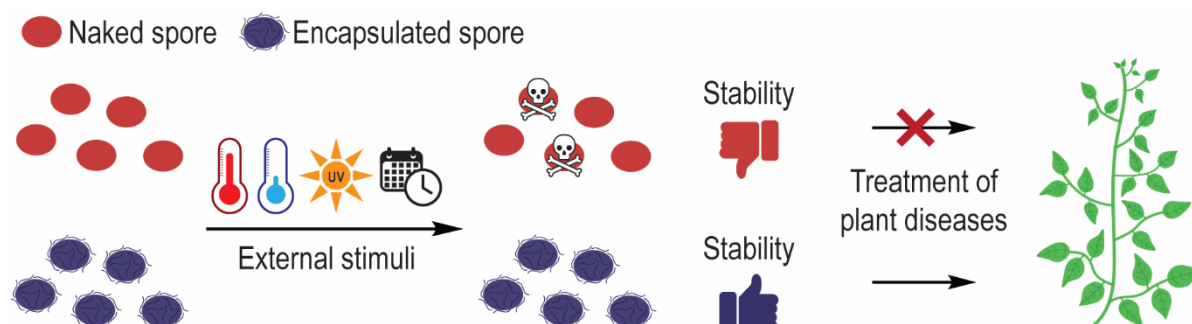 Naked spore
Encapsulated spore
UV
External stimuli
Stability
Treatment of
plant diseases
Stability